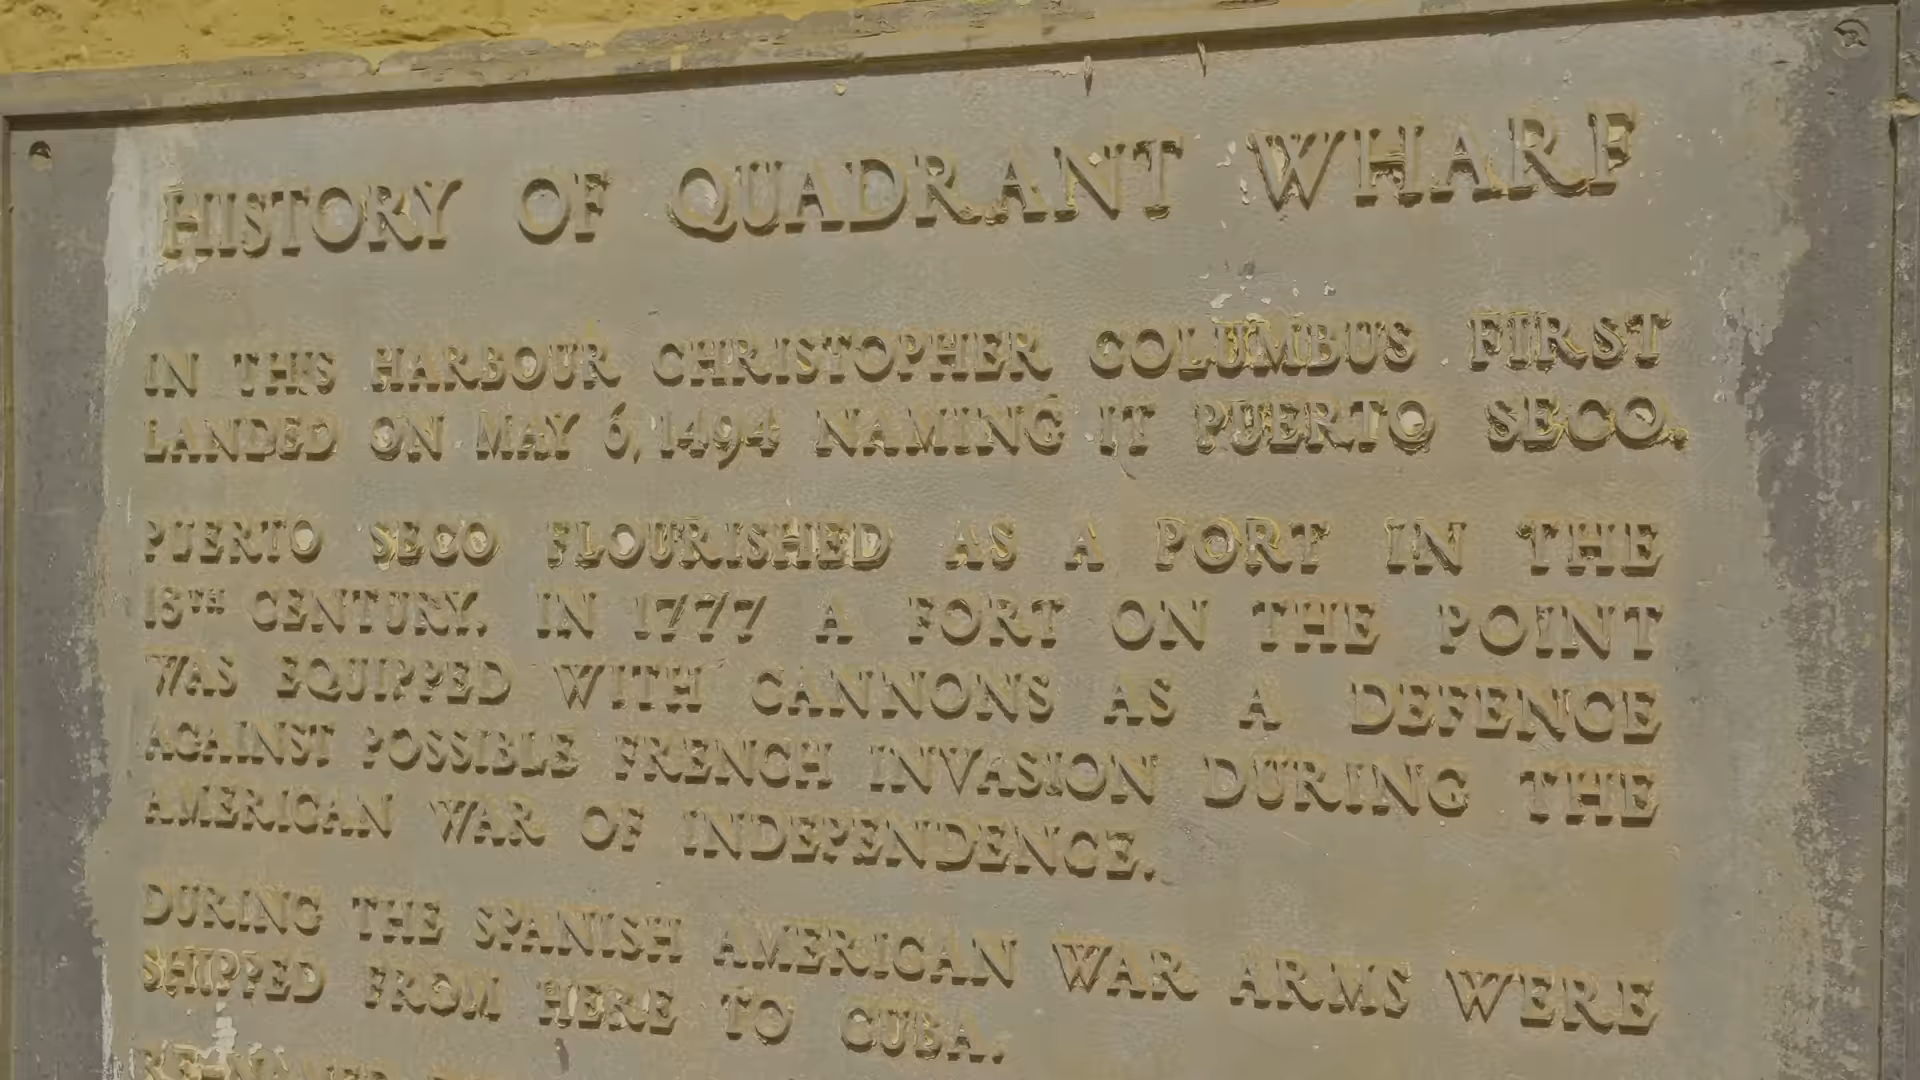 HISTORY OF QUADRANT WHARF
IN THIS HARBOUR CHRISTOPHER COLUMBUS FIRST
LANDED ON MAY 6, 1494 NAMING IT PUERTO SECO.
PUERTO SECO FLOURISHED AS A PORT IN THE
CENTURY. IN 1777 A FORT ON THE POINT
WAS EQUIPPED WITH CANNONS AS A DEFENCE
AGAINST POSSIBLE FRENCH INVASION DURING THE
AMERICAN WAR OF INDEPENDENCE.
DURING THE SPANISH AMERICAN WAR ARMS WERE
SHIPPED FROM HERE TO CUBA.
RE-NAMED